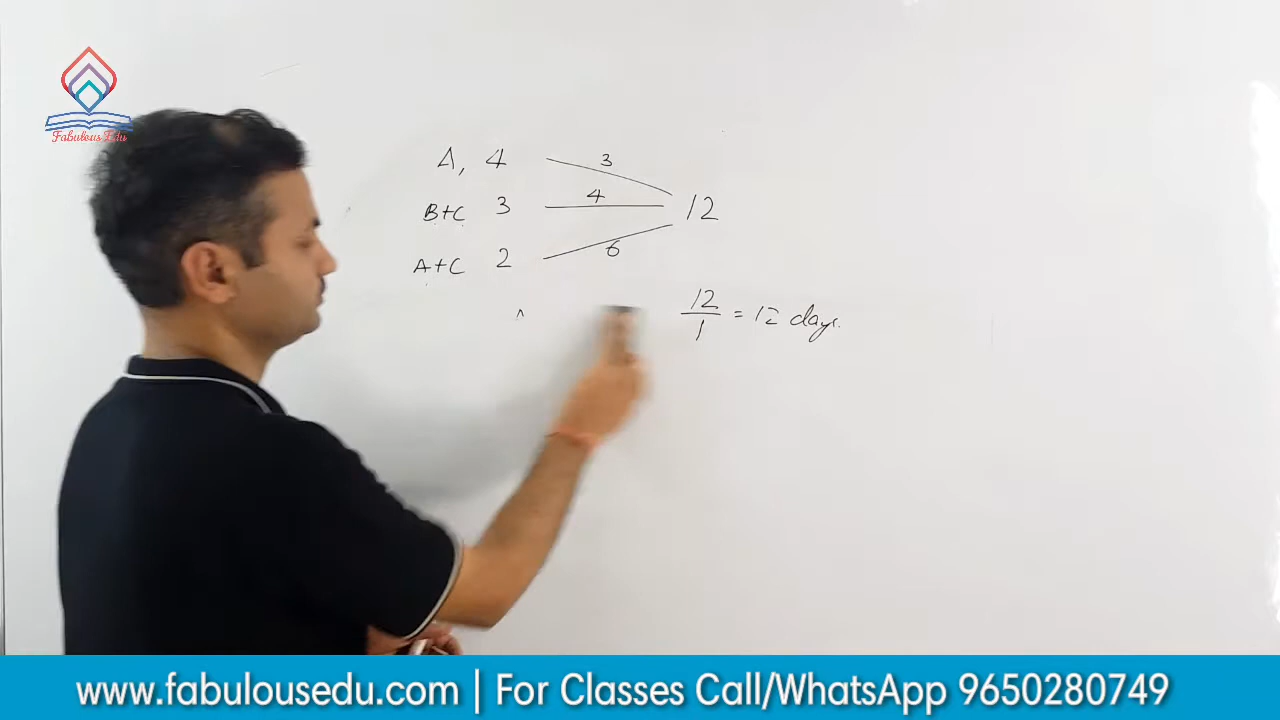 Fabulous Edu
A, 4 3
B+C 3 4 12
A+C 2 6
12/1 = 12 days.
www.fabulousedu.com | For Classes Call/WhatsApp 9650280749